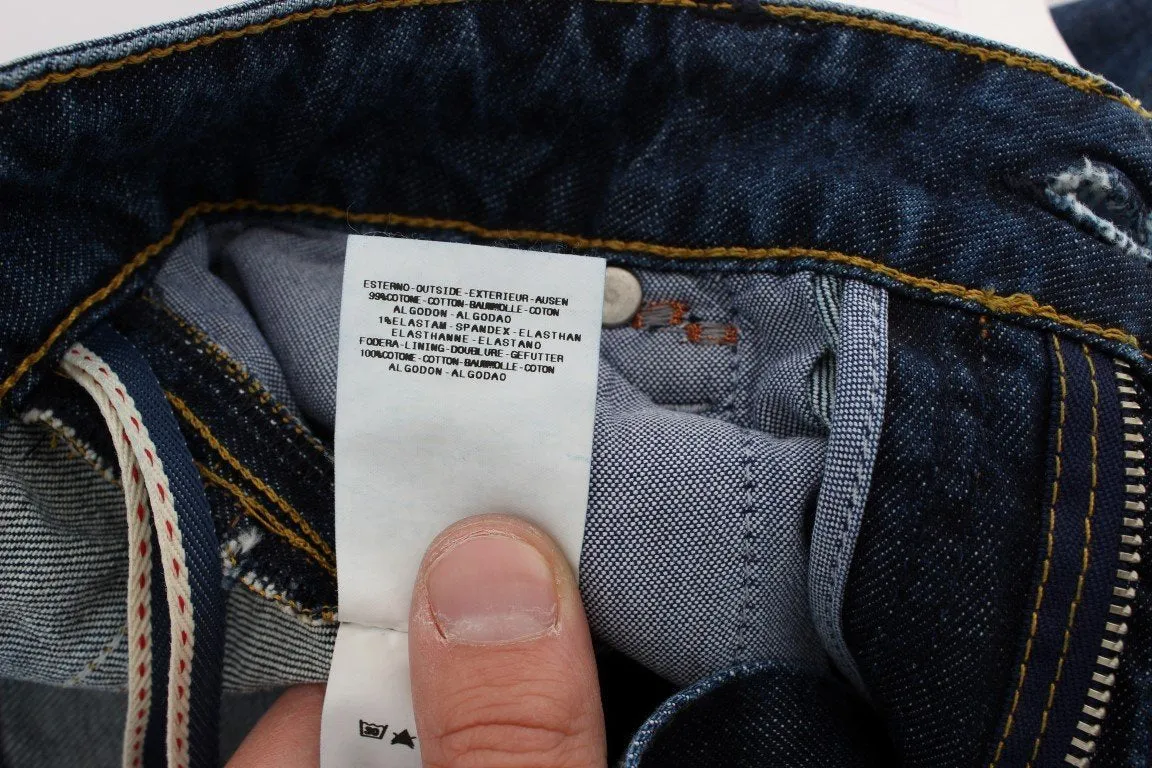 ESTERNO-OUTSIDE-EXTERIEUR-AUSEN
99%COTONE-COTTON-BAUMWOLLE-COTON
ALGODON-ALGODAO
1%ELASTAM-SPANDEX-ELASTHAN
ELASTHANNE-ELASTANO
FODERA-LINING-DOUBLURE-GEFUTTER
100%COTONE-COTTON-BAUMWOLLE-COTON
ALGODON-ALGODAO
30